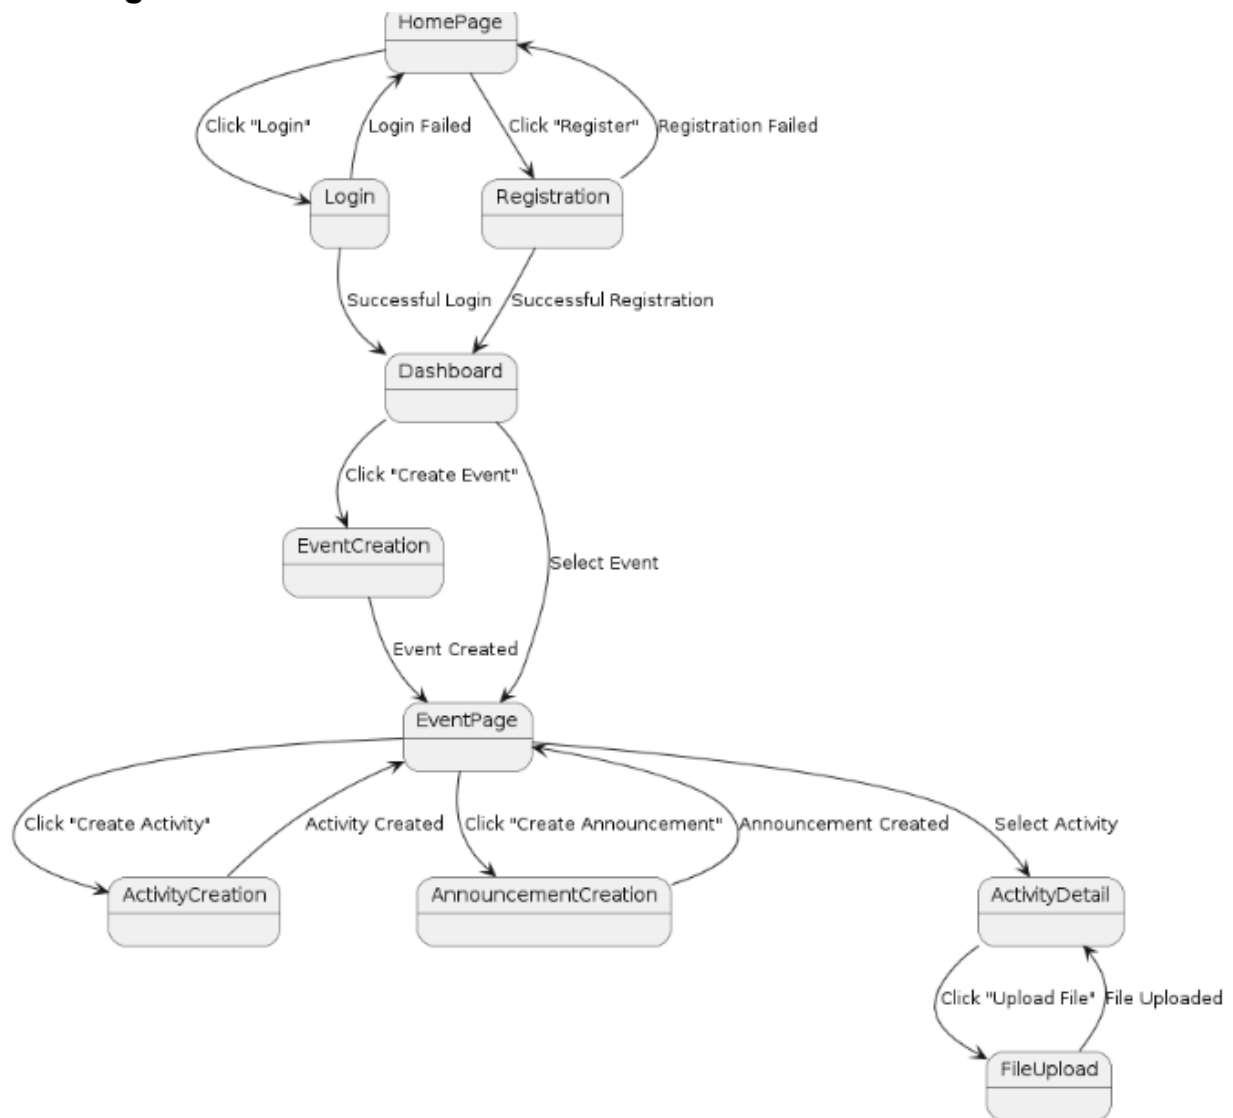 HomePage
Click "Login"
Login Failed
Click "Register"
Registration Failed
Login
Registration
Successful Login
Successful Registration
Dashboard
Click "Create Event"
EventCreation
Select Event
Event Created
EventPage
Click "Create Activity"
Activity Created
Click "Create Announcement"
Announcement Created
Select Activity
ActivityCreation
AnnouncementCreation
ActivityDetail
Click "Upload File"
File Uploaded
FileUpload